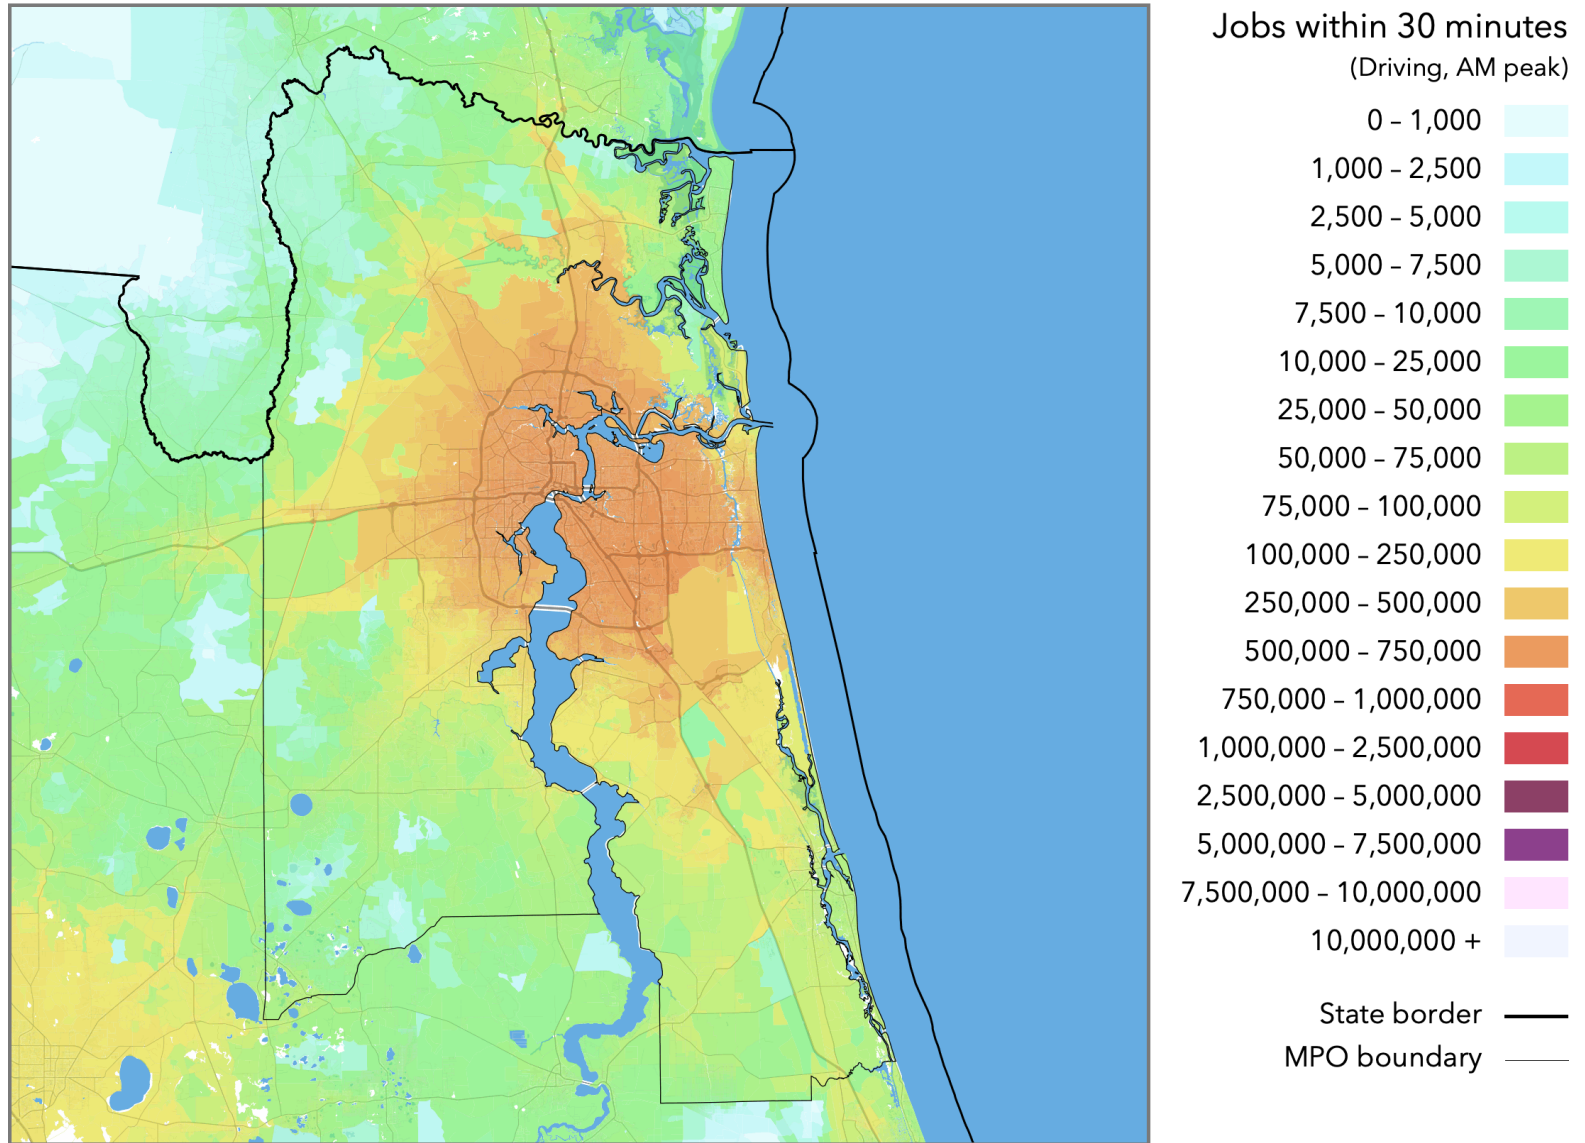 Jobs within 30 minutes
(Driving, AM peak)
0 – 1,000
1,000 – 2,500
2,500 – 5,000
5,000 – 7,500
7,500 – 10,000
10,000 – 25,000
25,000 – 50,000
50,000 – 75,000
75,000 – 100,000
100,000 – 250,000
250,000 – 500,000
500,000 – 750,000
750,000 – 1,000,000
1,000,000 – 2,500,000
2,500,000 – 5,000,000
5,000,000 – 7,500,000
7,500,000 – 10,000,000
10,000,000 +
State border
MPO boundary